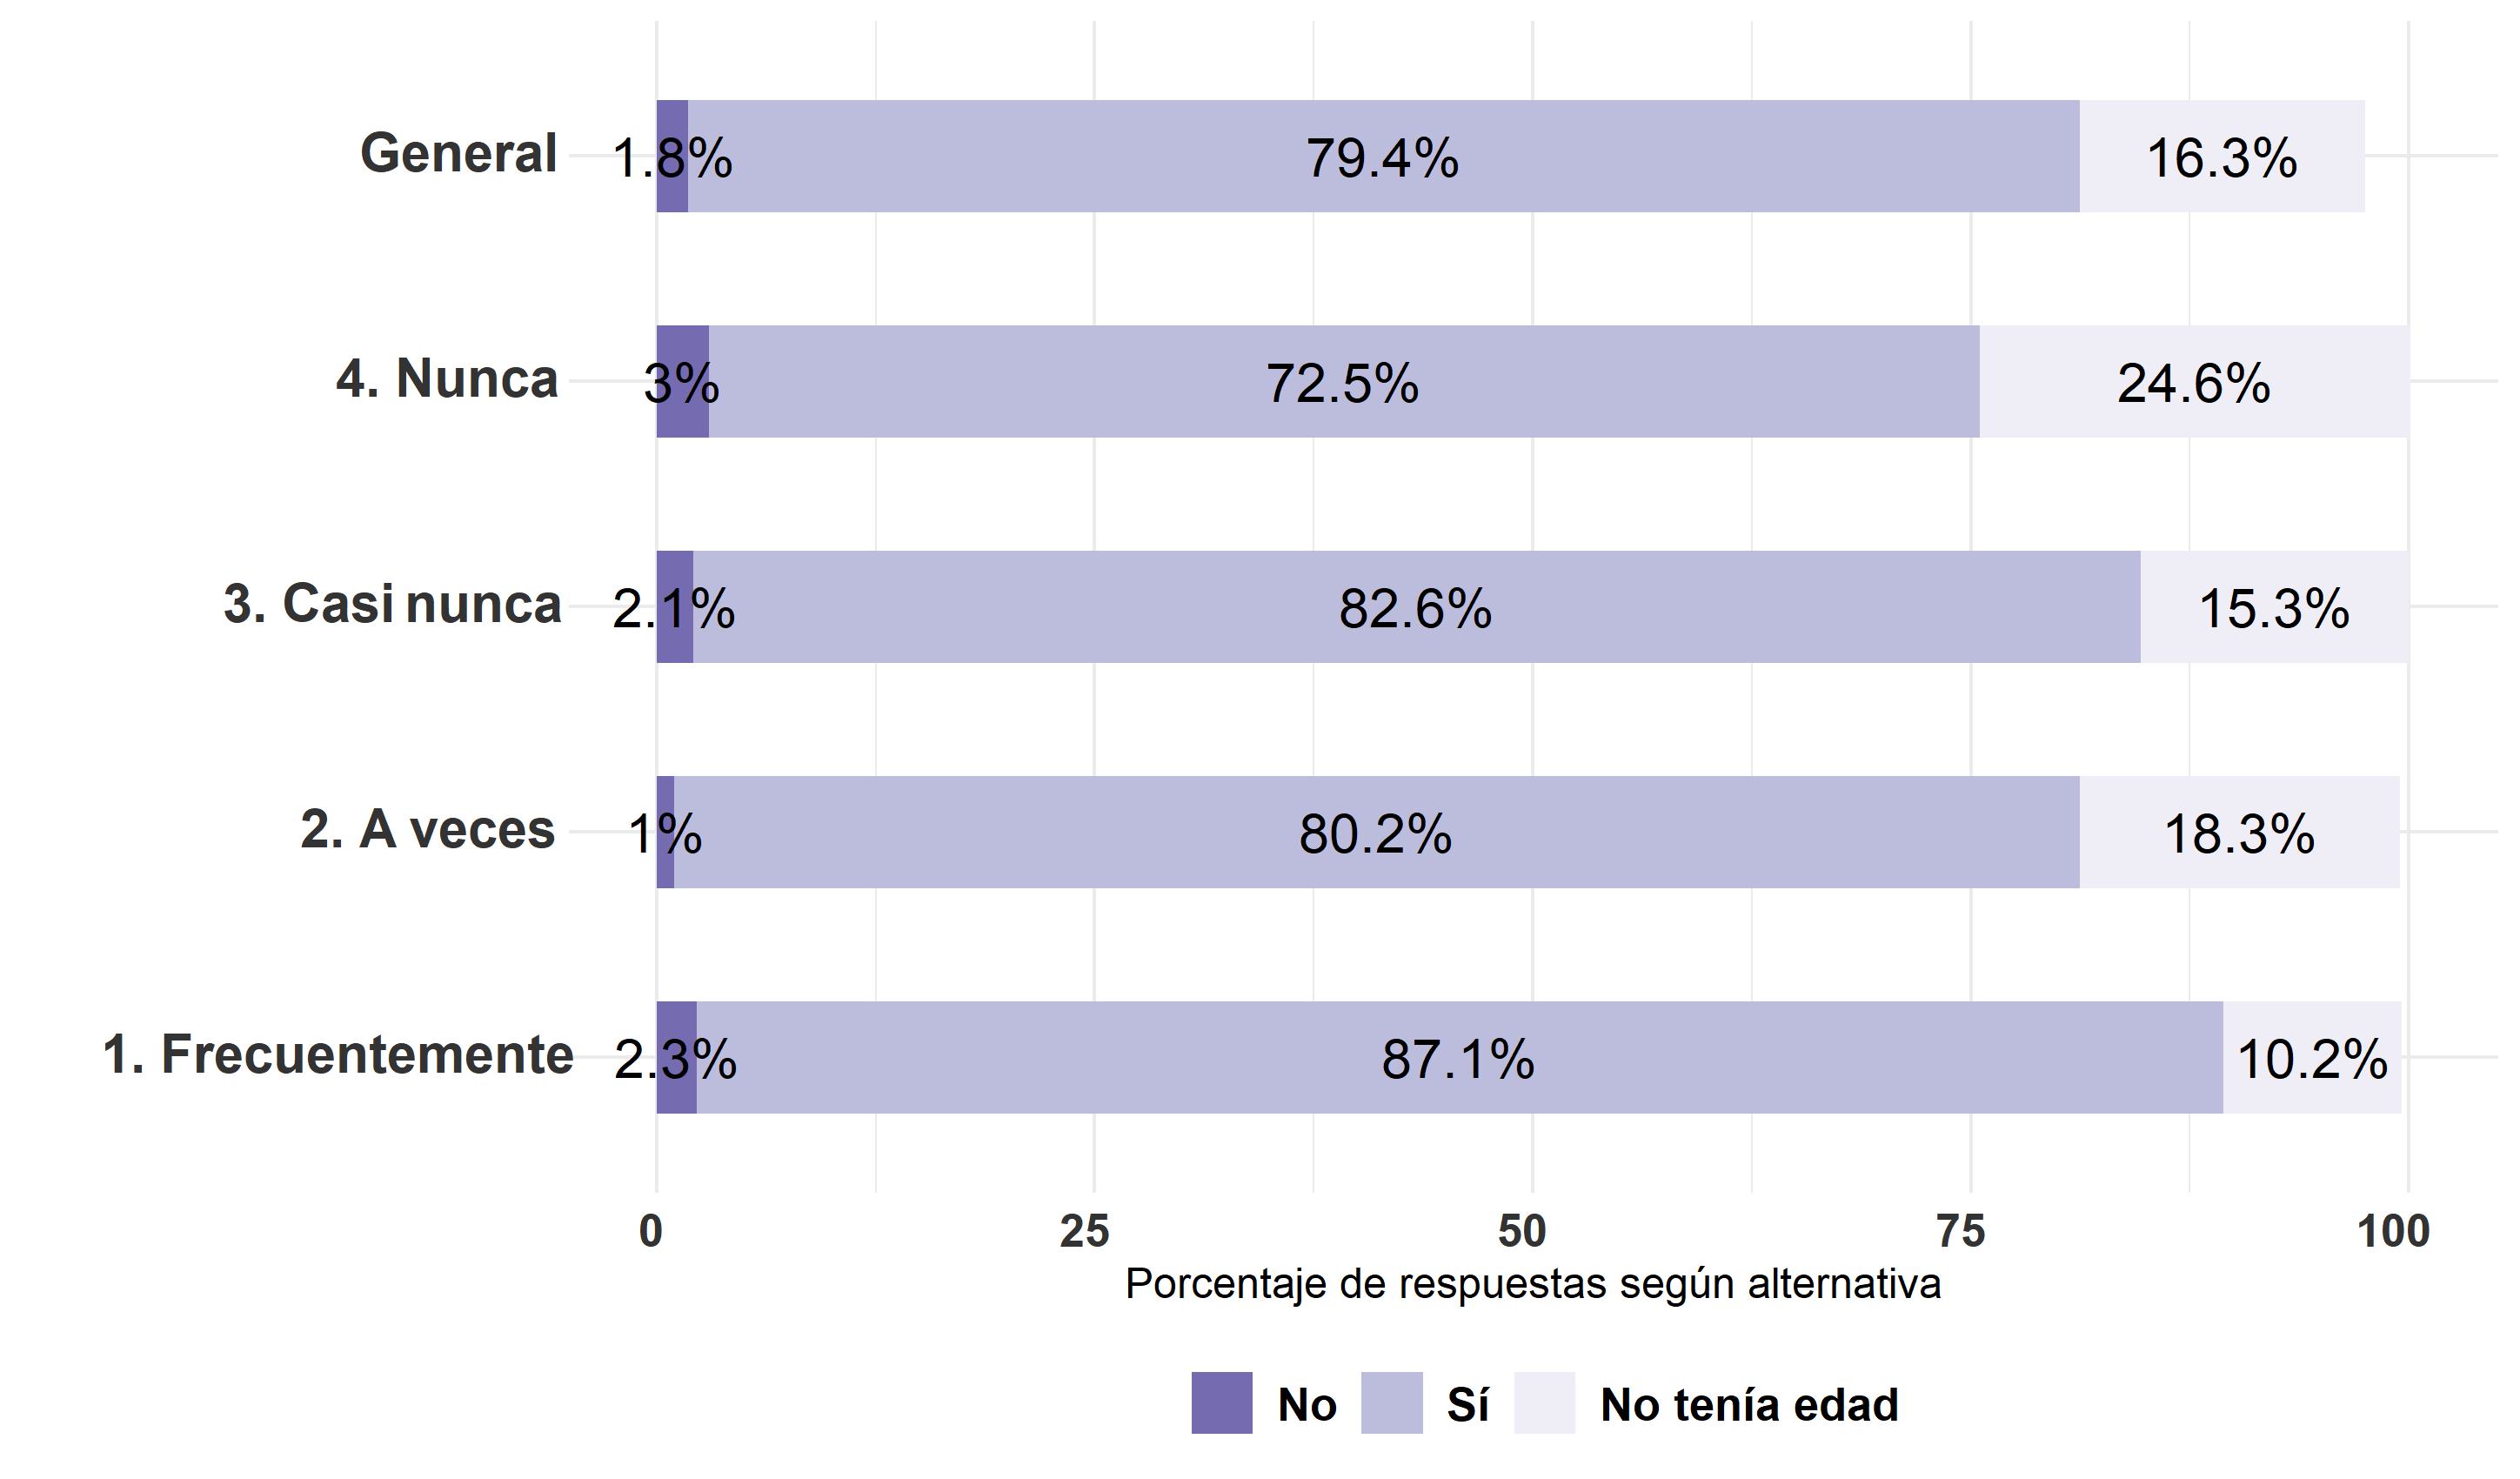 General 1.8% 79.4% 16.3%
4. Nunca 3% 72.5% 24.6%
3. Casi nunca 2.1% 82.6% 15.3%
2. A veces 1% 80.2% 18.3%
1. Frecuentemente 2.3% 87.1% 10.2%
0 25 50 75 100
Porcentaje de respuestas según alternativa
No Sí No tenía edad